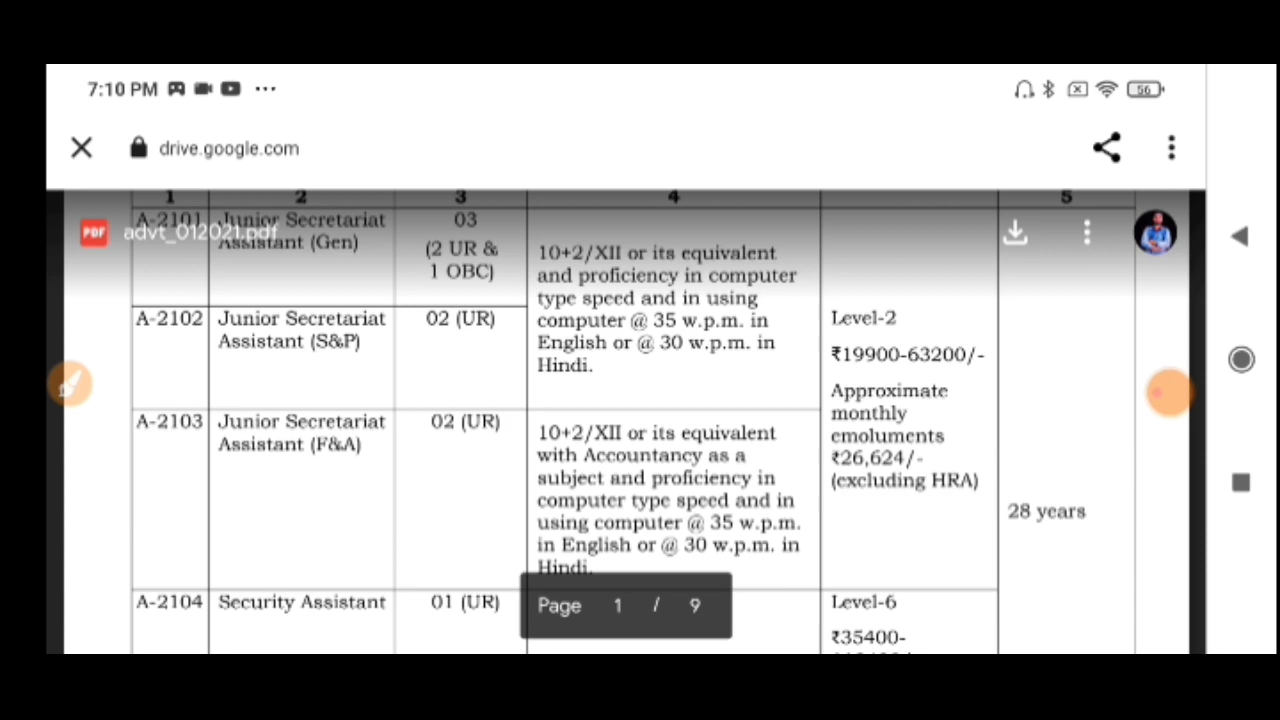 7:10 PM ...
56
drive.google.com
1 2 3 4 5
PDF advt_012021.pdf
A-2101 Junior Secretariat
Assistant (Gen)
03
(2 UR &
1 OBC)
10+2/XII or its equivalent
and proficiency in computer
type speed and in using
computer @ 35 w.p.m. in
English or @ 30 w.p.m. in
Hindi.
A-2102 Junior Secretariat
Assistant (S&P)
02 (UR)
Level-2
₹19900-63200/-
Approximate
monthly
emoluments
₹26,624/-
(excluding HRA)
28 years
A-2103 Junior Secretariat
Assistant (F&A)
02 (UR)
10+2/XII or its equivalent
with Accountancy as a
subject and proficiency in
computer type speed and in
using computer @ 35 w.p.m.
in English or @ 30 w.p.m. in
Hindi.
A-2104 Security Assistant
01 (UR)
Level-6
₹35400-
Page 1 / 9